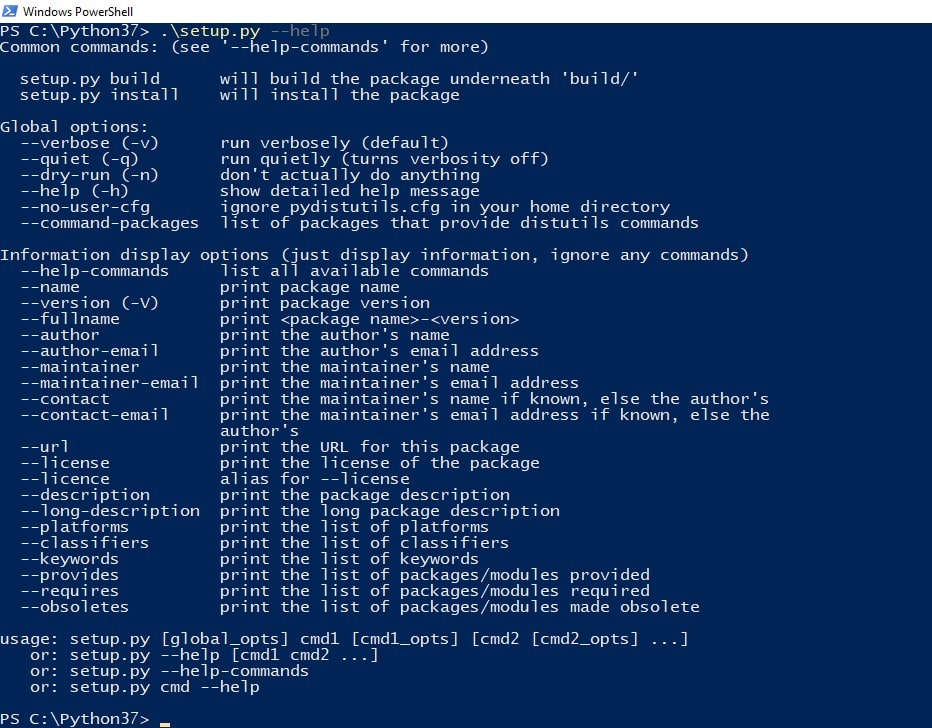 Windows PowerShell
PS C:\Python37> .\setup.py --help
Common commands: (see '--help-commands' for more)
setup.py build      will build the package underneath 'build/'
setup.py install    will install the package
Global options:
--verbose (-v)      run verbosely (default)
--quiet (-q)        run quietly (turns verbosity off)
--dry-run (-n)      don't actually do anything
--help (-h)         show detailed help message
--no-user-cfg       ignore pydistutils.cfg in your home directory
--command-packages  list of packages that provide distutils commands
Information display options (just display information, ignore any commands)
--help-commands     list all available commands
--name              print package name
--version (-V)      print package version
--fullname          print <package name>-<version>
--author            print the author's name
--author-email      print the author's email address
--maintainer        print the maintainer's name
--maintainer-email  print the maintainer's email address
--contact           print the maintainer's name if known, else the author's
--contact-email     print the maintainer's email address if known, else the
author's
--url               print the URL for this package
--license           print the license of the package
--licence           alias for --license
--description       print the package description
--long-description  print the long package description
--platforms         print the list of platforms
--classifiers       print the list of classifiers
--keywords          print the list of keywords
--provides          print the list of packages/modules provided
--requires          print the list of packages/modules required
--obsoletes         print the list of packages/modules made obsolete
usage: setup.py [global_opts] cmd1 [cmd1_opts] [cmd2 [cmd2_opts] ...]
or: setup.py --help [cmd1 cmd2 ...]
or: setup.py --help-commands
or: setup.py cmd --help
PS C:\Python37>